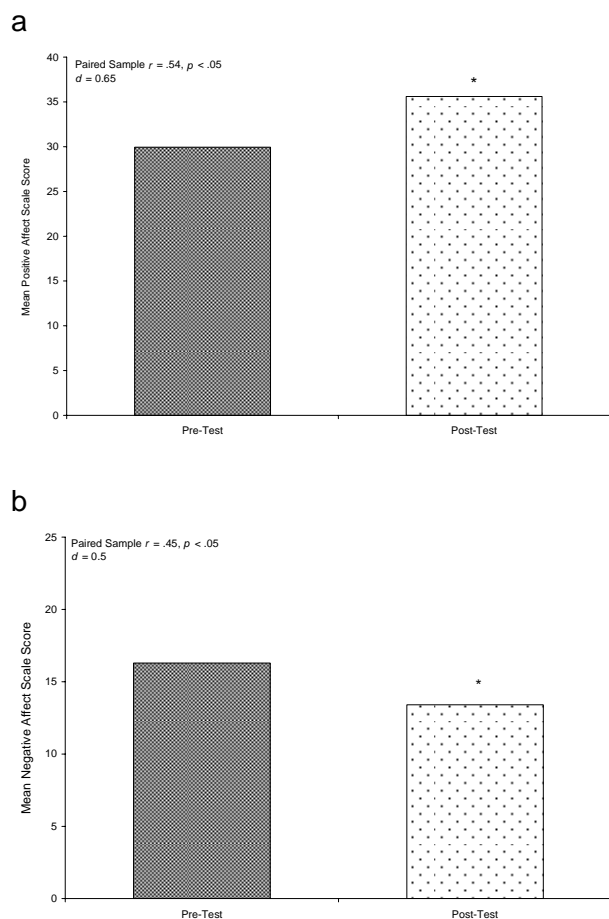 a
Paired Sample r = .54, p < .05
d = 0.65
*
40
35
30
25
20
15
10
5
0
Mean Positive Affect Scale Score
Pre-Test Post-Test
b
Paired Sample r = .45, p < .05
d = 0.5
*
25
20
15
10
5
0
Mean Negative Affect Scale Score
Pre-Test Post-Test